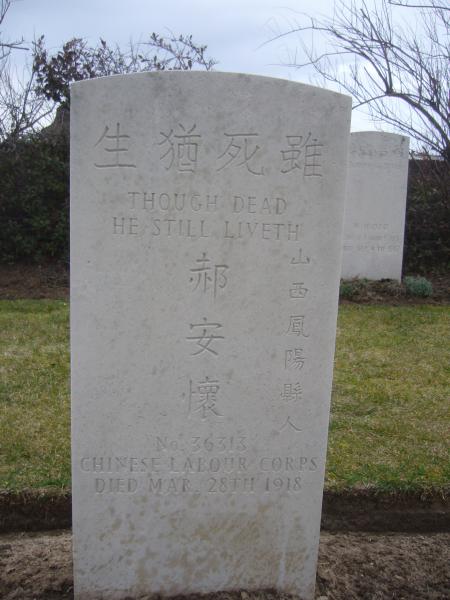 雖死猶生
THOUGH DEAD
HE STILL LIVETH
山西鳳陽縣人
郝安懷
No. 36313
CHINESE LABOUR CORPS
DIED MAR. 28TH 1918